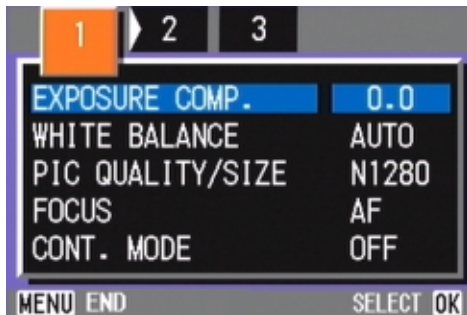 1 2 3
EXPOSURE COMP. 0.0
WHITE BALANCE AUTO
PIC QUALITY/SIZE N1280
FOCUS AF
CONT. MODE OFF
MENU END SELECT OK